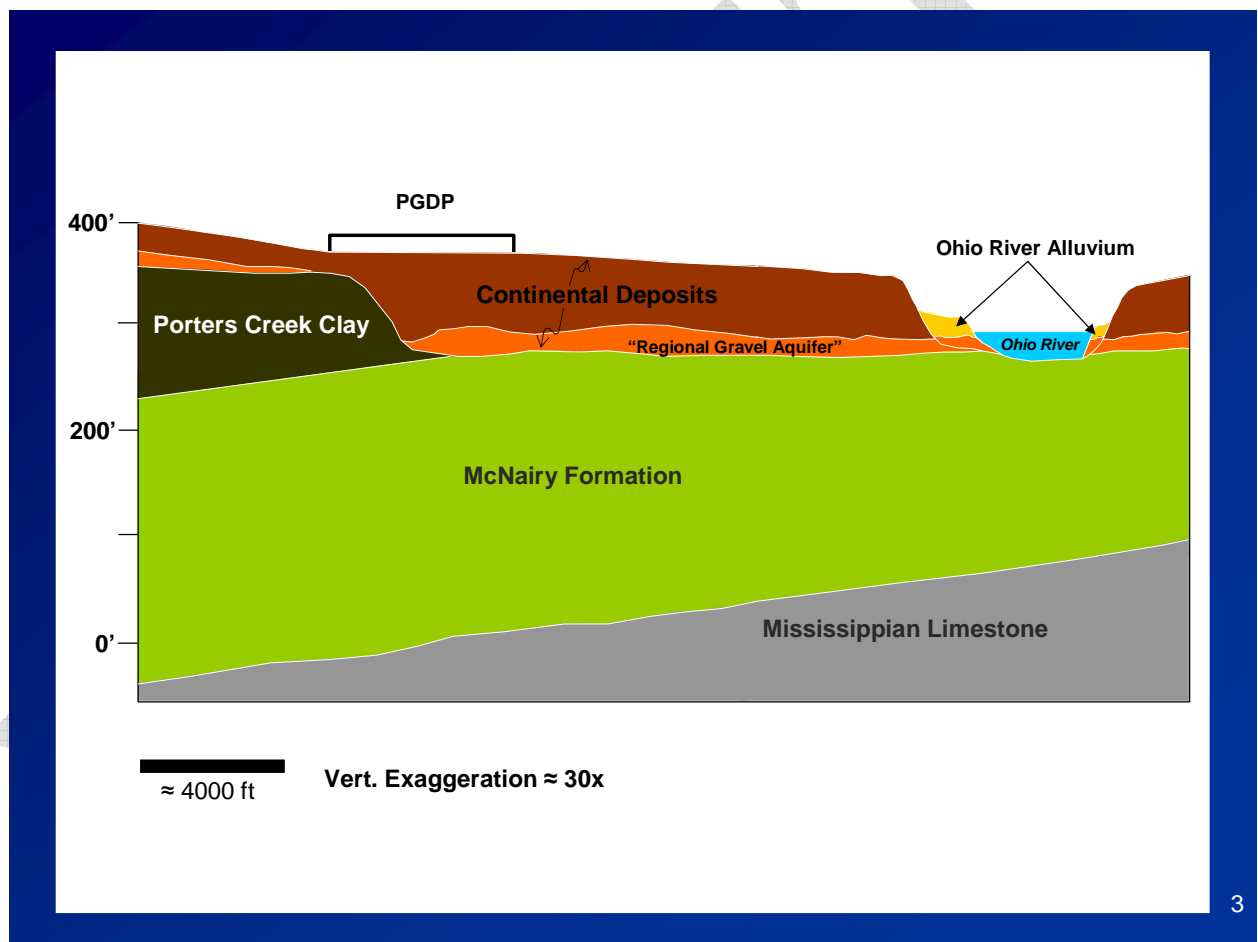 PGDP
400’
Ohio River Alluvium
Continental Deposits
Porters Creek Clay
“Regional Gravel Aquifer”
Ohio River
200’
McNairy Formation
Mississippian Limestone
0’
≈ 4000 ft
Vert. Exaggeration ≈ 30x
3